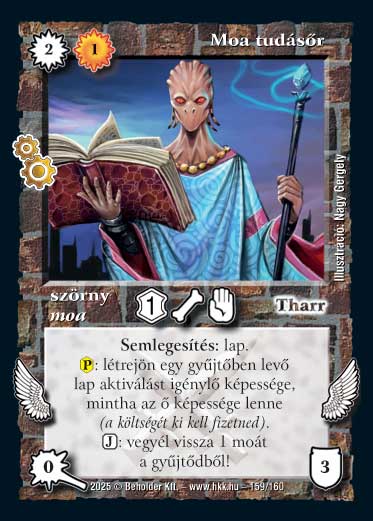 2
1
Moa tudásőr
Illusztráció: Nagy Gergely
szörny
moa
1
Tharr
Semlegesítés: lap.
P: létrejön egy gyűjtőben levő
lap aktiválást igénylő képessége,
mintha az ő képessége lenne
(a költségét ki kell fizetned).
J: vegyél vissza 1 moát
a gyűjtődből!
0
3
2025 © Beholder Kft. – www.hkk.hu – 159/160